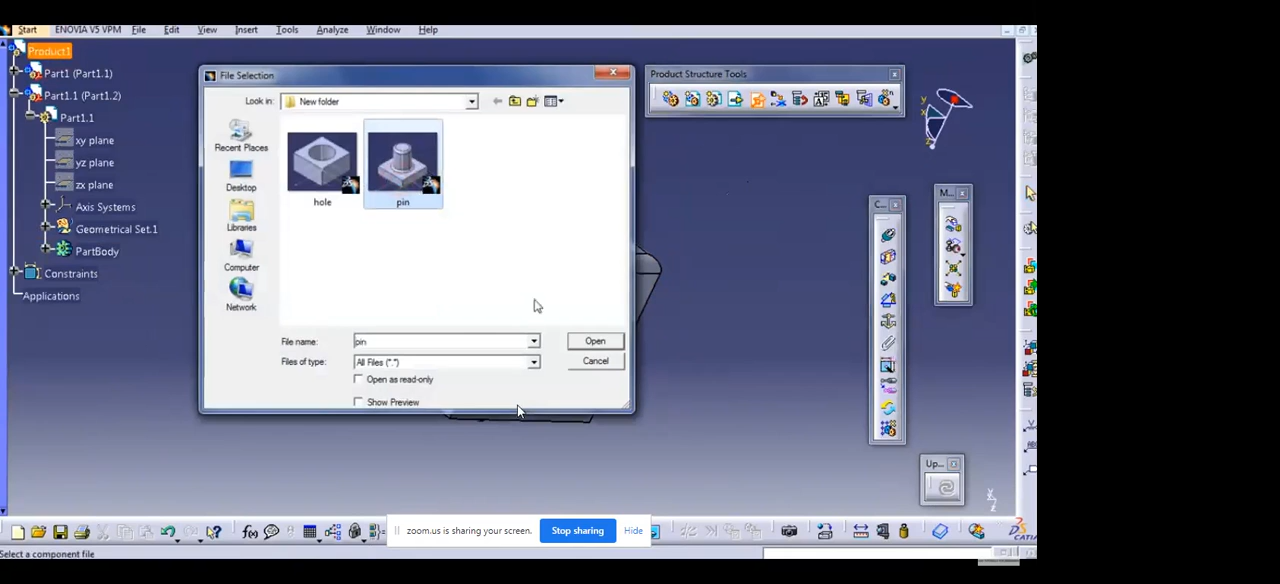 Start ENOVIA V5 VPM File Edit View Insert Tools Analyze Window Help
Product1
Part1 (Part1.1)
Part1.1 (Part1.2)
Part1.1
xy plane
yz plane
zx plane
Axis Systems
Geometrical Set.1
PartBody
Constraints
Applications
File Selection
Look in: New folder
Recent Places
Desktop
Libraries
Computer
Network
hole pin
File name: pin Open
Files of type: All Files (*.*) Cancel
Open as read-only
Show Preview
Product Structure Tools
C...
M...
Up...
zoom.us is sharing your screen. Stop sharing Hide
Select a component file